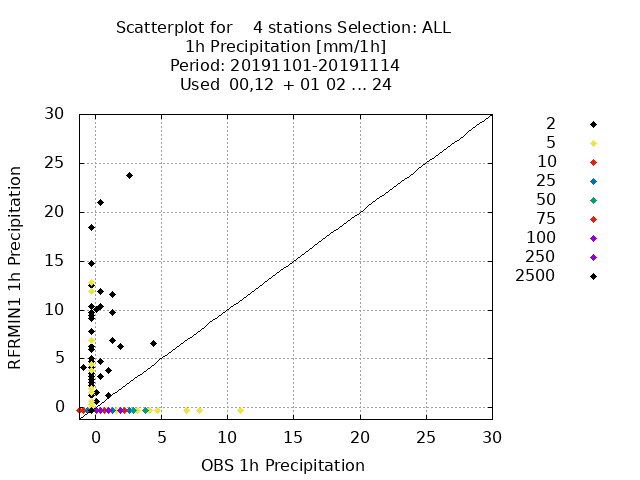 Scatterplot for    4 stations Selection: ALL
1h Precipitation [mm/1h]
Period: 20191101-20191114
Used  00,12  + 01 02 ... 24
30
25
20
15
10
5
0
0 5 10 15 20 25 30
RFRMIN1 1h Precipitation
OBS 1h Precipitation
2
5
10
25
50
75
100
250
2500